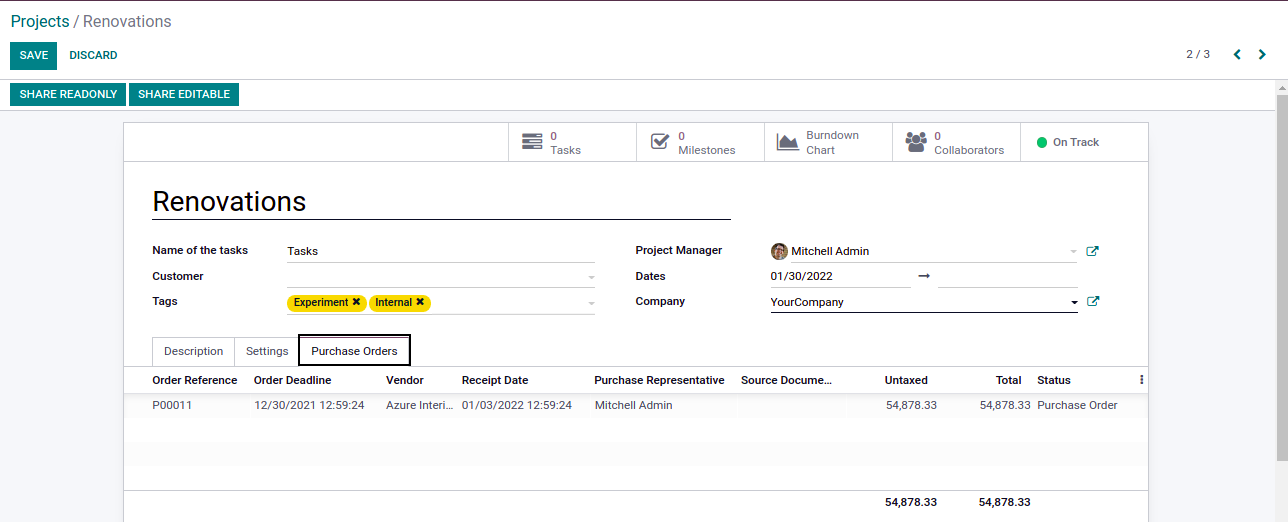 Projects / Renovations
SAVE DISCARD 2 / 3
SHARE READONLY SHARE EDITABLE
0 Tasks
0 Milestones
Burndown Chart
0 Collaborators
On Track
Renovations
Name of the tasks Tasks Project Manager Mitchell Admin
Customer Dates 01/30/2022
Tags Experiment Internal Company YourCompany
Description Settings Purchase Orders
Order Reference Order Deadline Vendor Receipt Date Purchase Representative Source Docume... Untaxed Total Status
P00011 12/30/2021 12:59:24 Azure Interi... 01/03/2022 12:59:24 Mitchell Admin 54,878.33 54,878.33 Purchase Order
54,878.33 54,878.33